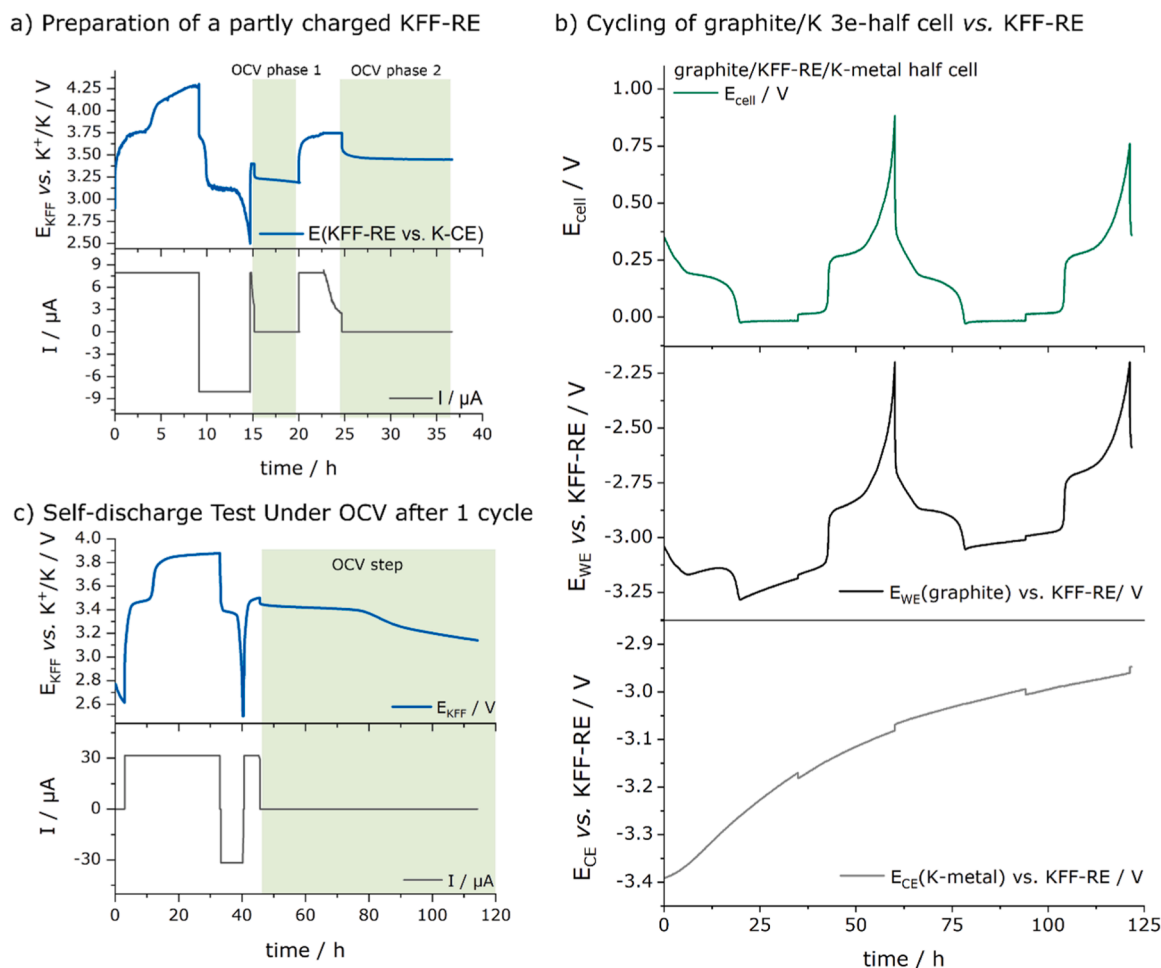 a) Preparation of a partly charged KFF-RE
OCV phase 1
OCV phase 2
E_KFF vs. K⁺/K / V
4.25
3.75
3.50
3.25
3.00
2.75
2.50
E(KFF-RE vs. K-CE)
I / µA
9
6
3
0
-3
-6
-9
I / µA
0 5 10 15 20 25 30 35 40
time / h
c) Self-discharge Test Under OCV after 1 cycle
OCV step
E_KFF vs. K⁺/K / V
4.0
3.8
3.6
3.4
3.2
3.0
2.8
2.6
E_KFF / V
I / µA
30
0
-30
I / µA
0 20 40 60 80 100 120
time / h
b) Cycling of graphite/K 3e-half cell vs. KFF-RE
graphite/KFF-RE/K-metal half cell
E_cell / V
E_cell / V
1.00
0.75
0.50
0.25
0.00
E_WE vs. KFF-RE / V
-2.25
-2.50
-2.75
-3.00
-3.25
E_WE(graphite) vs. KFF-RE/ V
E_CE vs. KFF-RE / V
-2.9
-3.0
-3.1
-3.2
-3.3
-3.4
E_CE(K-metal) vs. KFF-RE / V
0 25 50 75 100 125
time / h